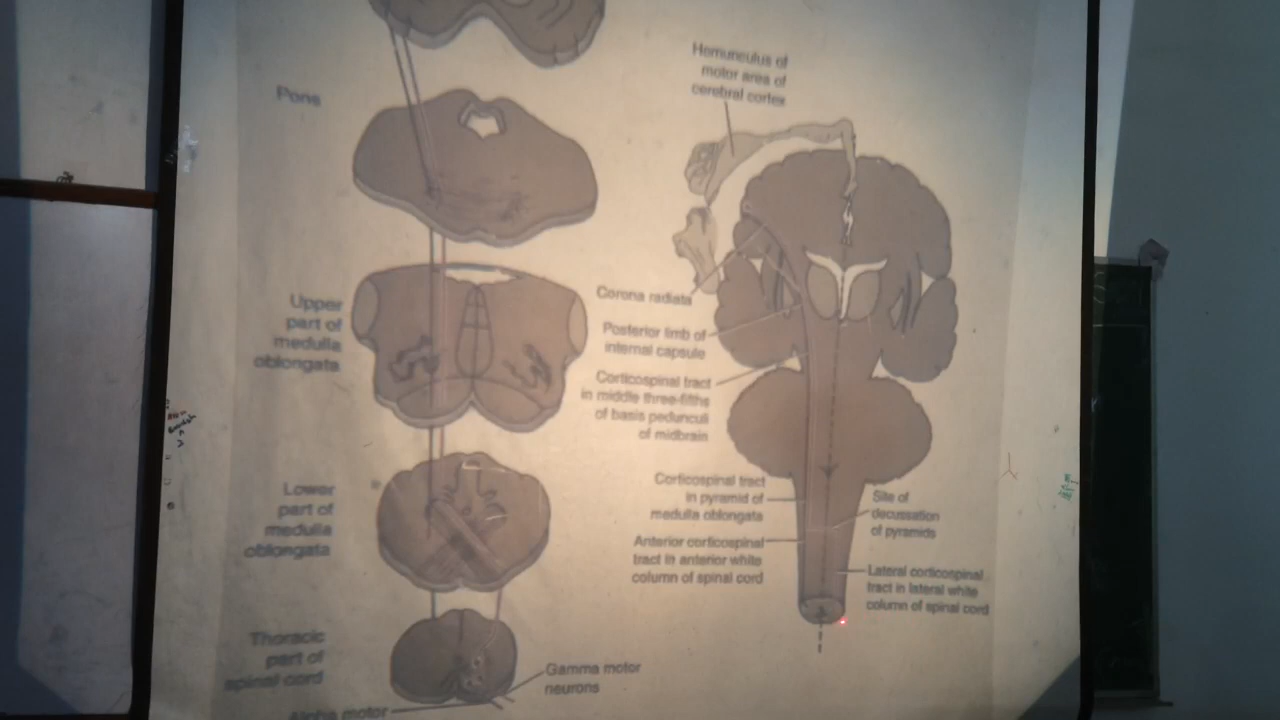 Pons
Upper
part of
medulla
oblongata
Lower
part of
medulla
oblongata
Thoracic
part of
spinal cord
Alpha motor
Gamma motor
neurons
Homunculus of
motor area of
cerebral cortex
Corona radiata
Posterior limb of
internal capsule
Corticospinal tract
in middle three-fifths
of basis pedunculi
of midbrain
Corticospinal tract
in pyramid of
medulla oblongata
Anterior corticospinal
tract in anterior white
column of spinal cord
Site of
decussation
of pyramids
Lateral corticospinal
tract in lateral white
column of spinal cord